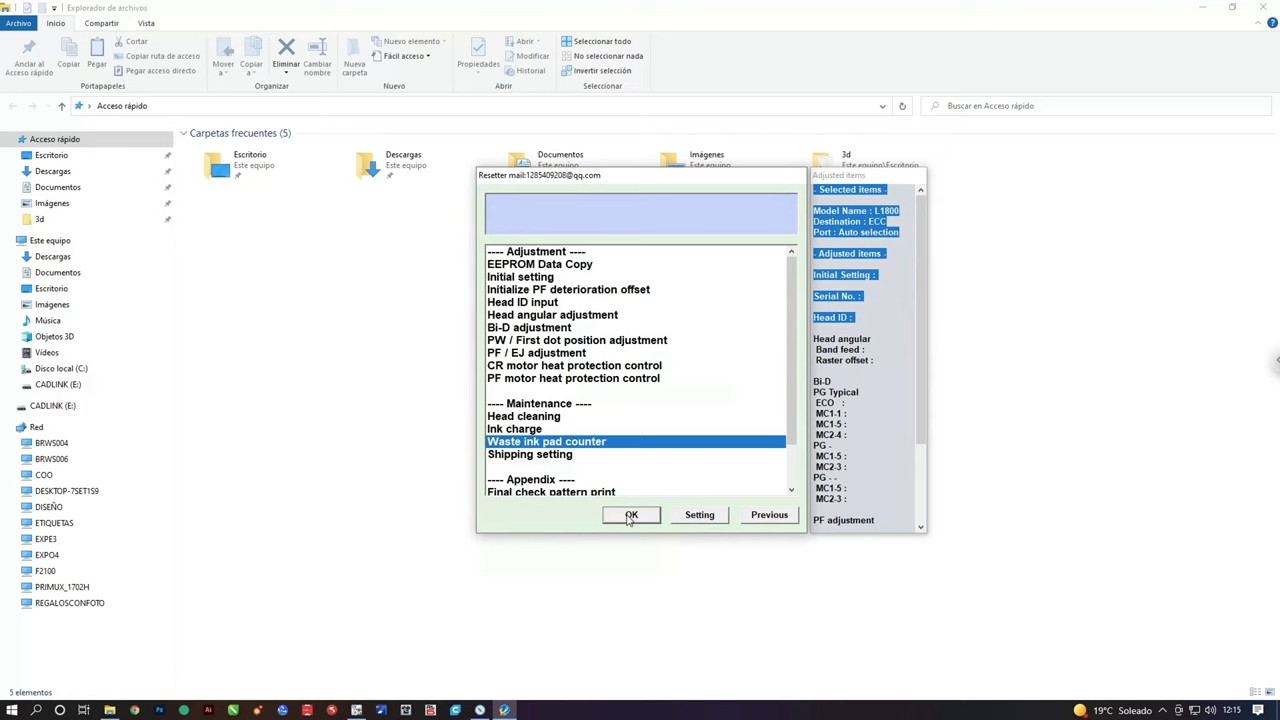 Explorador de archivos
Archivo
Inicio
Compartir
Vista
Anclar al
Acceso rápido
Copiar
Pegar
Cortar
Copiar ruta de acceso
Pegar acceso directo
Portapapeles
Mover
a
Copiar
a
Eliminar
Cambiar
nombre
Organizar
Nueva
carpeta
Nuevo elemento
Fácil acceso
Nuevo
Propiedades
Abrir
Modificar
Historial
Abrir
Seleccionar todo
No seleccionar nada
Invertir selección
Seleccionar
Acceso rápido
Buscar en Acceso rápido
Acceso rápido
Escritorio
Descargas
Documentos
Imágenes
3d
Este equipo
Descargas
Documentos
Escritorio
Imágenes
Música
Objetos 3D
Vídeos
Disco local (C:)
CADLINK (E:)
CADLINK (E:)
Red
BRWS004
BRWS006
COO
DESKTOP-7SET1S9
DISEÑO
ETIQUETAS
EXPE3
EXPO4
F2100
PRIMUX_1702H
REGALOSCONFOTO
Carpetas frecuentes (5)
Escritorio
Este equipo
Descargas
Este equipo
Documentos
Este equipo
Imágenes
Este equipo
3d
Este equipo\Escritorio
Resetter mail:1285409208@qq.com
---- Adjustment ----
EEPROM Data Copy
Initial setting
Initialize PF deterioration offset
Head ID input
Head angular adjustment
Bi-D adjustment
PW / First dot position adjustment
PF / EJ adjustment
CR motor heat protection control
PF motor heat protection control
---- Maintenance ----
Head cleaning
Ink charge
Waste ink pad counter
Shipping setting
---- Appendix ----
Final check pattern print
OK
Setting
Previous
Adjusted items
- Selected items -
Model Name : L1800
Destination : ECC
Port : Auto selection
- Adjusted items -
Initial Setting :
Serial No. :
Head ID :
Head angular
Band feed :
Raster offset :
Bi-D
PG Typical
ECO :
MC1-1 :
MC1-5 :
MC2-4 :
PG -
MC1-5 :
MC2-3 :
PG - -
MC1-5 :
MC2-3 :
PF adjustment
5 elementos
19°C Soleado
12:15